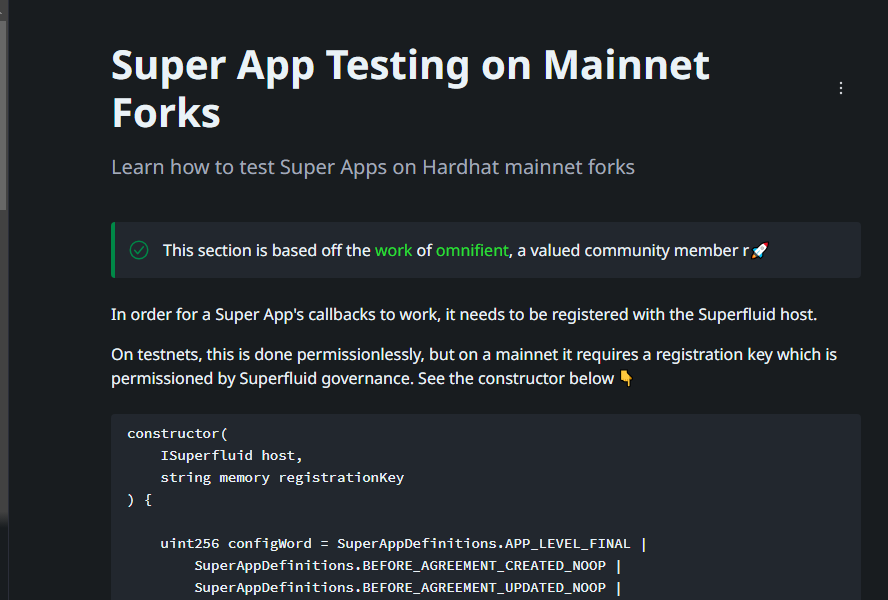 Super App Testing on Mainnet
Forks
Learn how to test Super Apps on Hardhat mainnet forks
This section is based off the work of omnifient, a valued community member r🚀
In order for a Super App's callbacks to work, it needs to be registered with the Superfluid host.
On testnets, this is done permissionlessly, but on a mainnet it requires a registration key which is
permissioned by Superfluid governance. See the constructor below 👇
constructor(
    ISuperfluid host,
    string memory registrationKey
) {
    uint256 configWord = SuperAppDefinitions.APP_LEVEL_FINAL |
        SuperAppDefinitions.BEFORE_AGREEMENT_CREATED_NOOP |
        SuperAppDefinitions.BEFORE_AGREEMENT_UPDATED_NOOP |